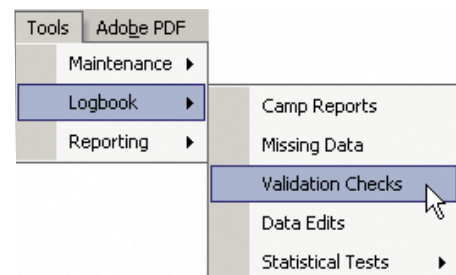 Tools Adobe PDF
Maintenance
Logbook
Camp Reports
Reporting
Missing Data
Validation Checks
Data Edits
Statistical Tests